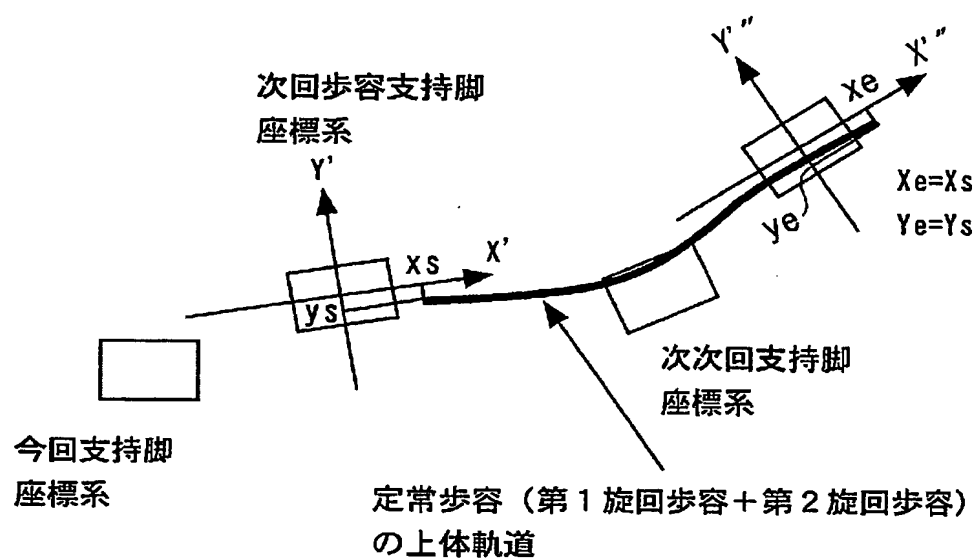 次回歩容支持脚
座標系
Y'
X'
xs
ys
Y'"
X'"
xe
ye
Xe=Xs
Ye=Ys
今回支持脚
座標系
次次回支持脚
座標系
定常歩容（第１旋回歩容＋第２旋回歩容）
の上体軌道